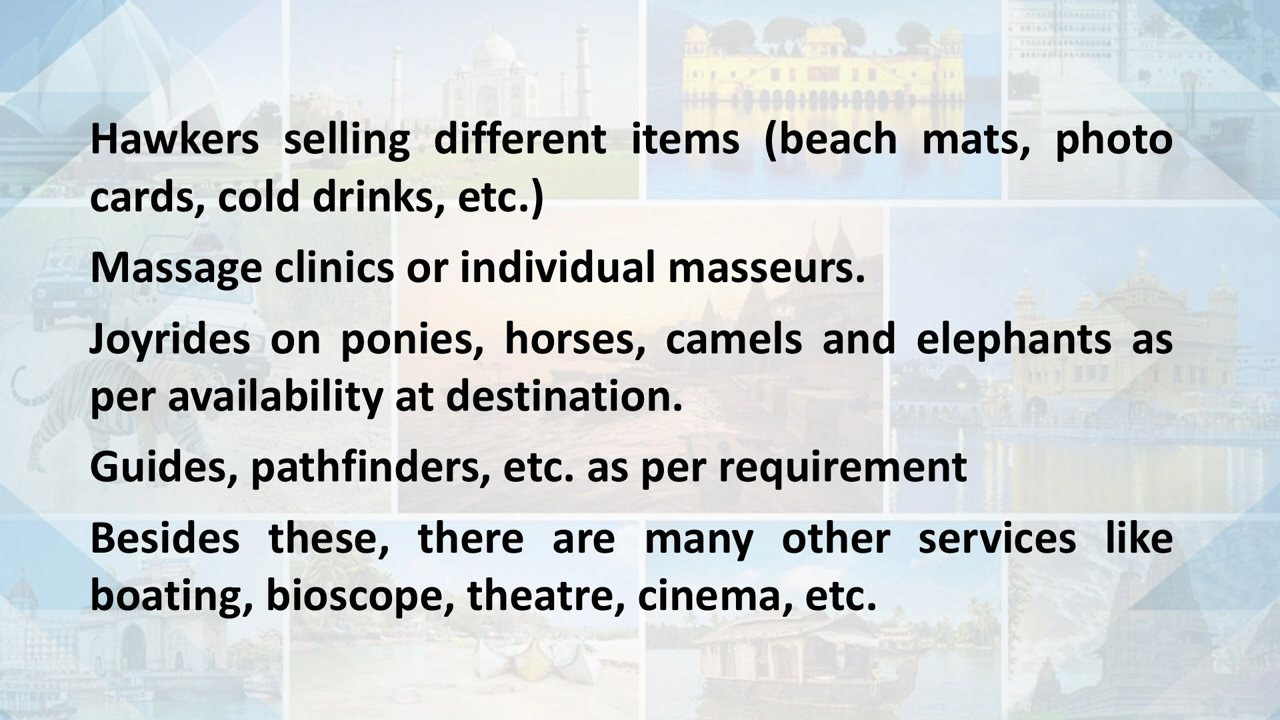 Hawkers selling different items (beach mats, photo
cards, cold drinks, etc.)
Massage clinics or individual masseurs.
Joyrides on ponies, horses, camels and elephants as
per availability at destination.
Guides, pathfinders, etc. as per requirement
Besides these, there are many other services like
boating, bioscope, theatre, cinema, etc.